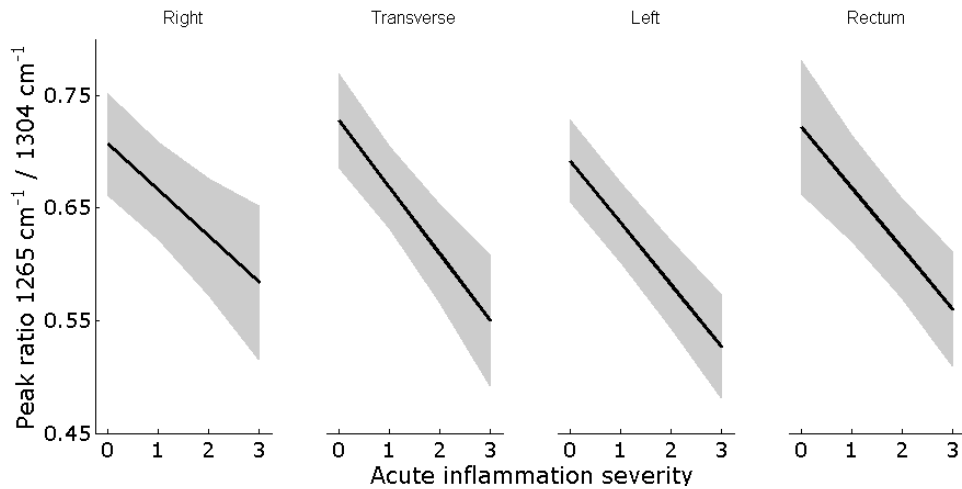 Right Transverse Left Rectum
Peak ratio 1265 cm⁻¹ / 1304 cm⁻¹
0.75
0.65
0.55
0.45
0 1 2 3 0 1 2 3 0 1 2 3 0 1 2 3
Acute inflammation severity